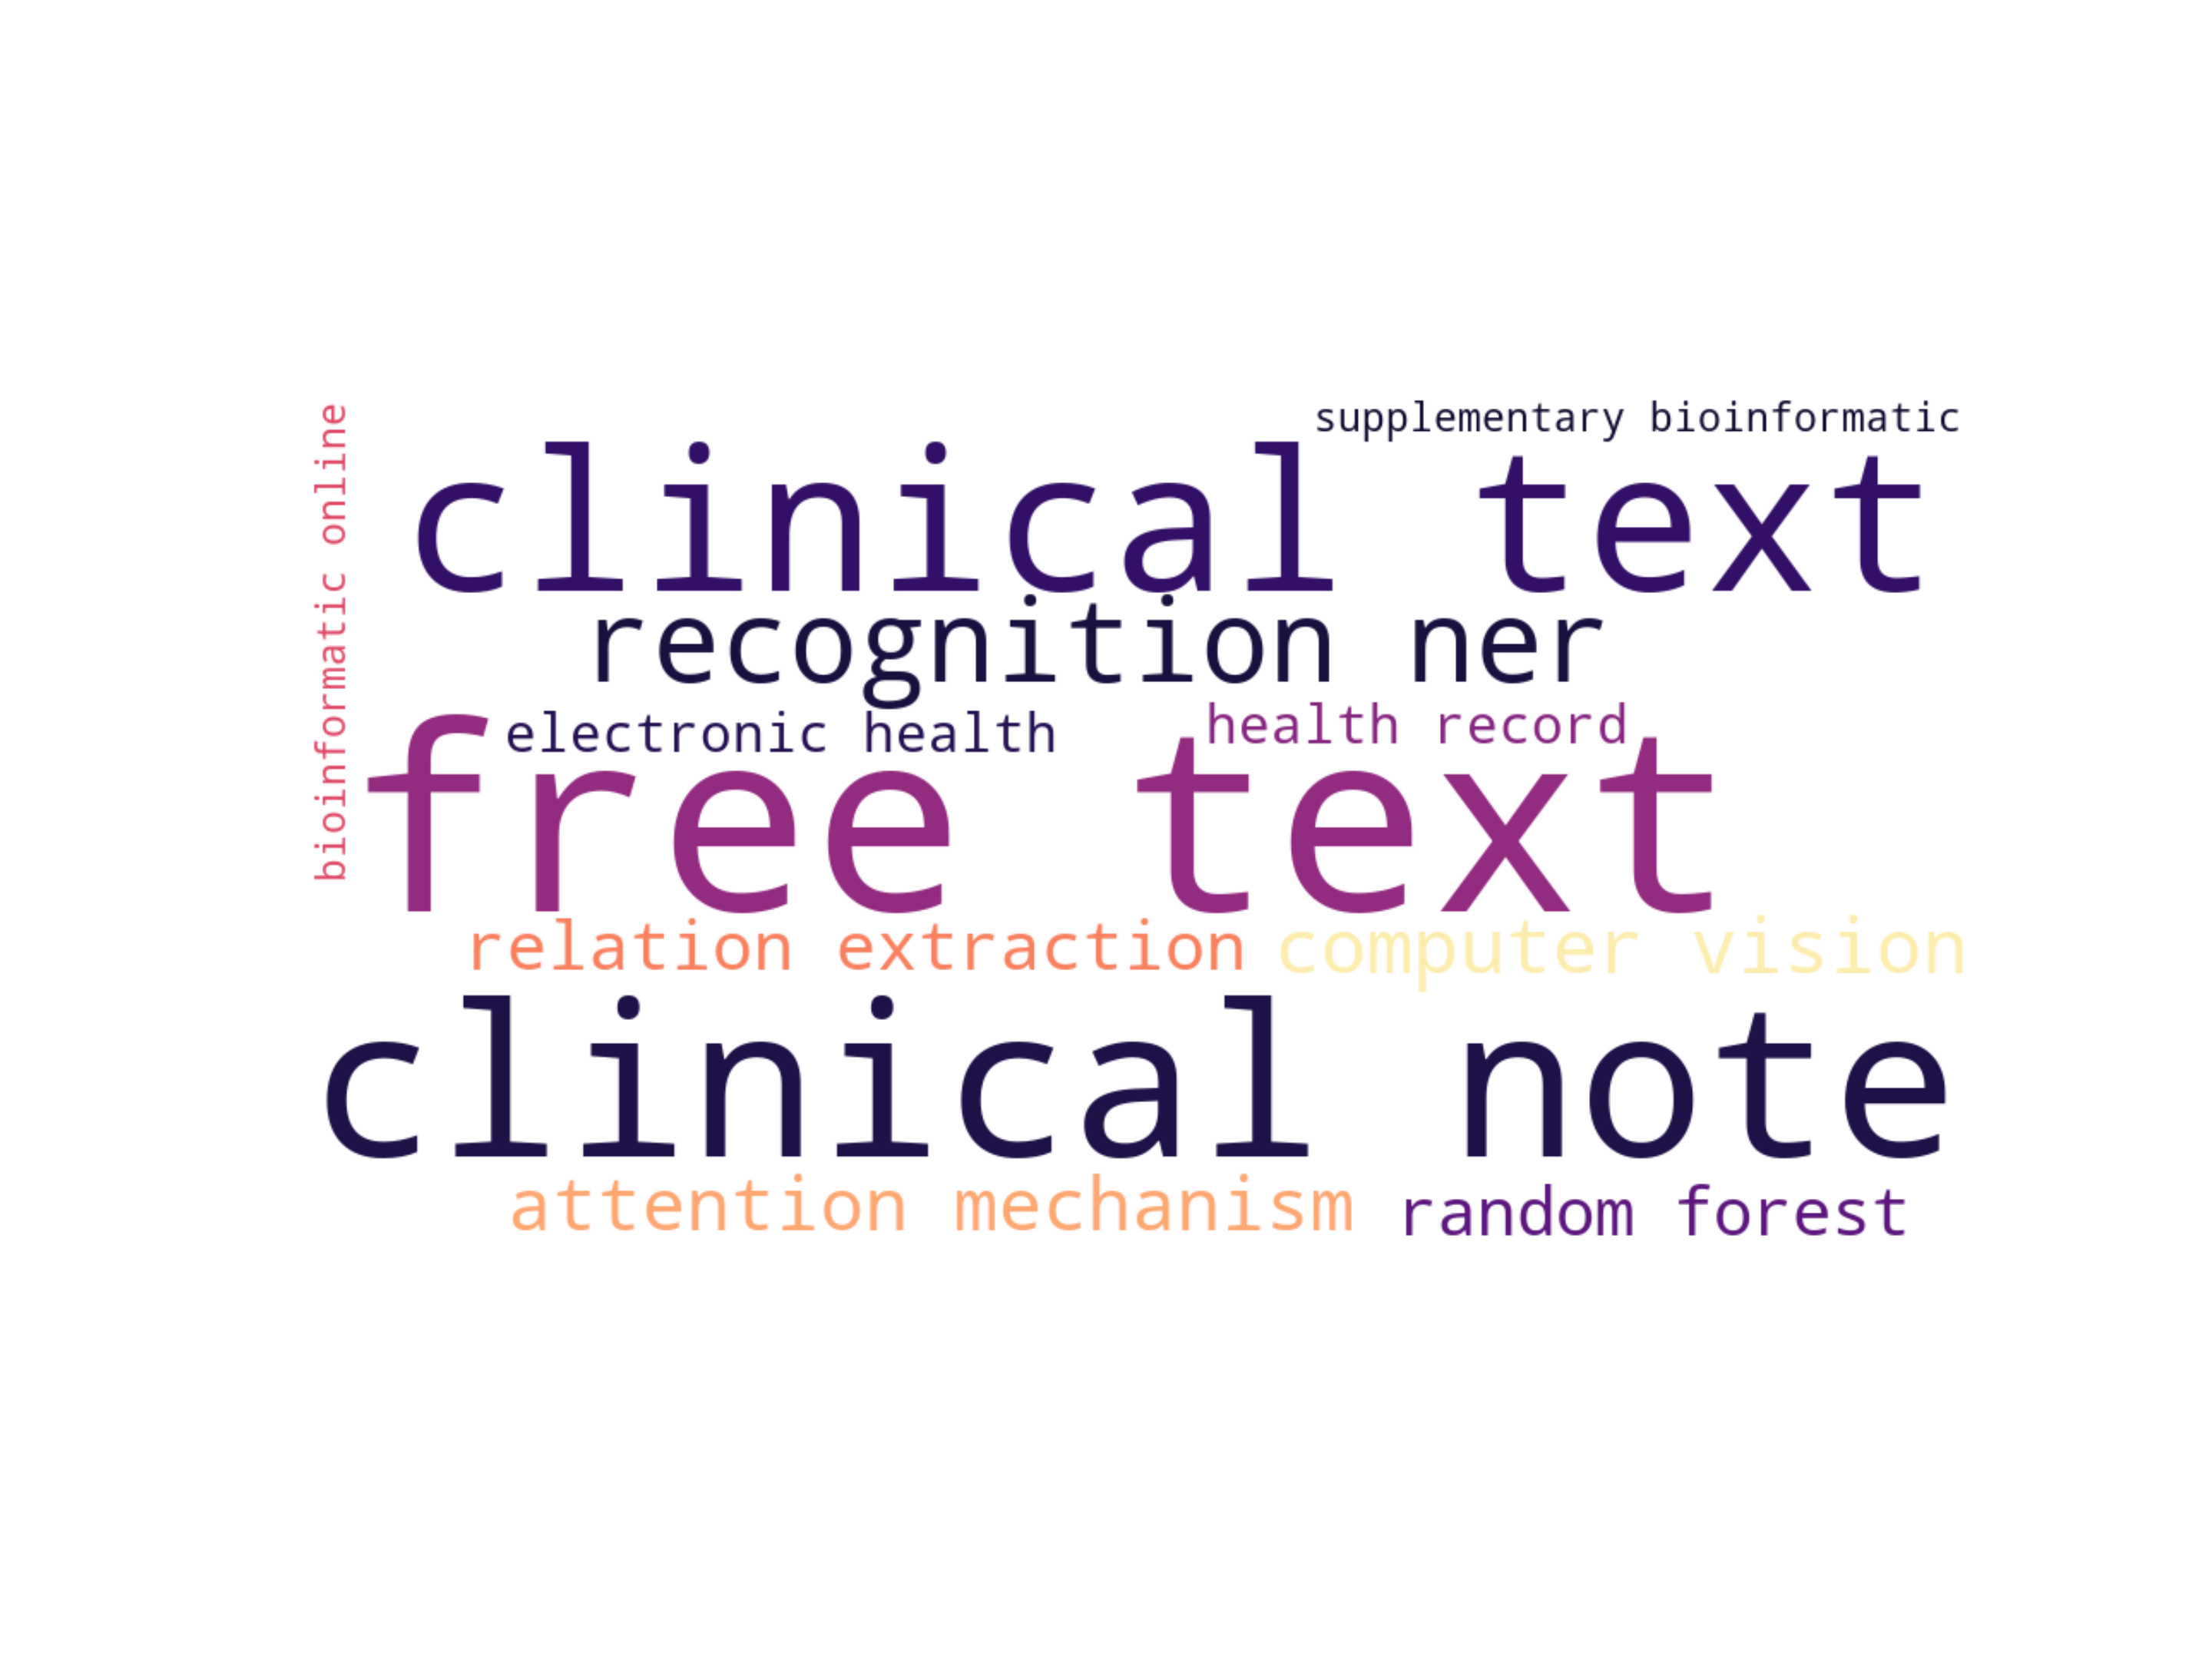 supplementary bioinformatic
bioinformatic online
clinical text
recognition ner
electronic health
health record
free text
relation extraction
computer vision
clinical note
attention mechanism
random forest